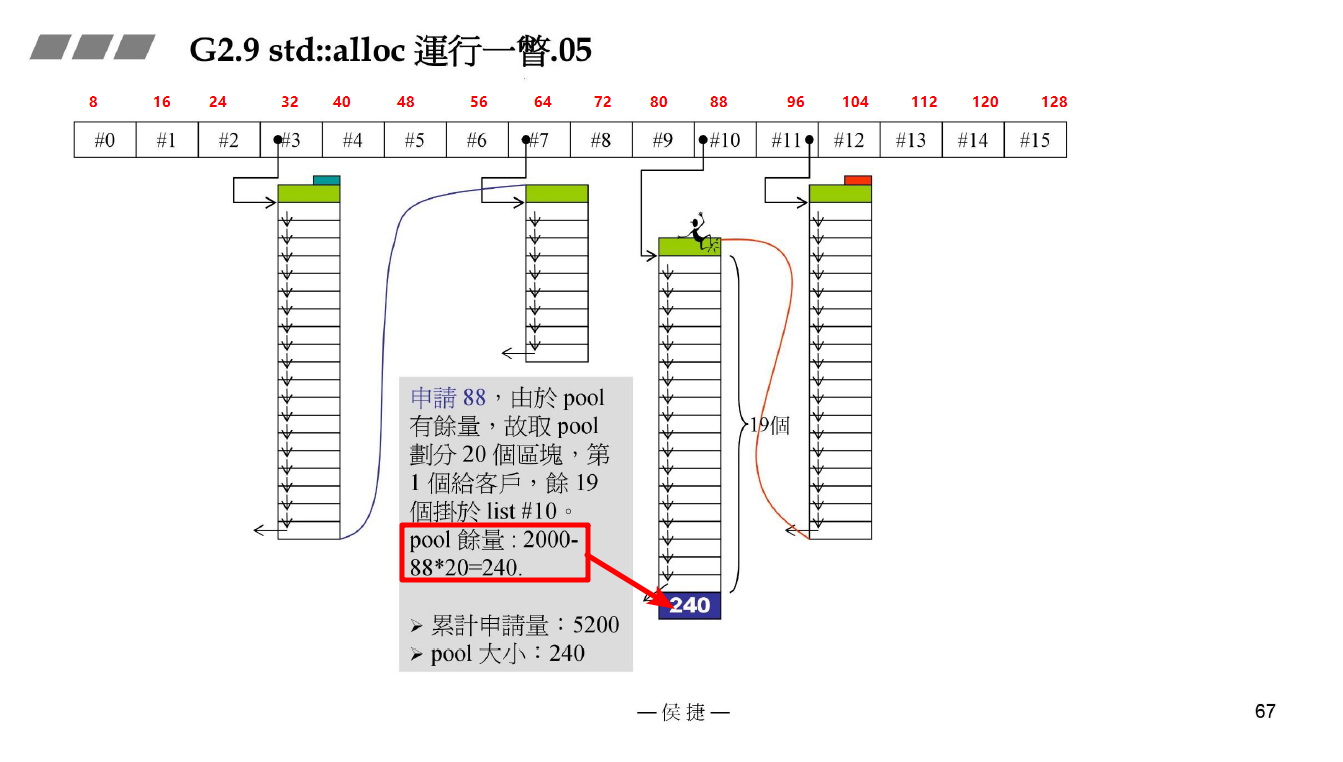 G2.9 std::alloc 運行一瞥.05
8 16 24 32 40 48 56 64 72 80 88 96 104 112 120 128
#0 #1 #2 #3 #4 #5 #6 #7 #8 #9 #10 #11 #12 #13 #14 #15
申請 88，由於 pool
有餘量，故取 pool
劃分 20 個區塊，第
1 個給客戶，餘 19
個掛於 list #10。
pool 餘量 : 2000-
88*20=240.
➢ 累計申請量：5200
➢ pool 大小：240
19個
240
— 侯 捷 —
67